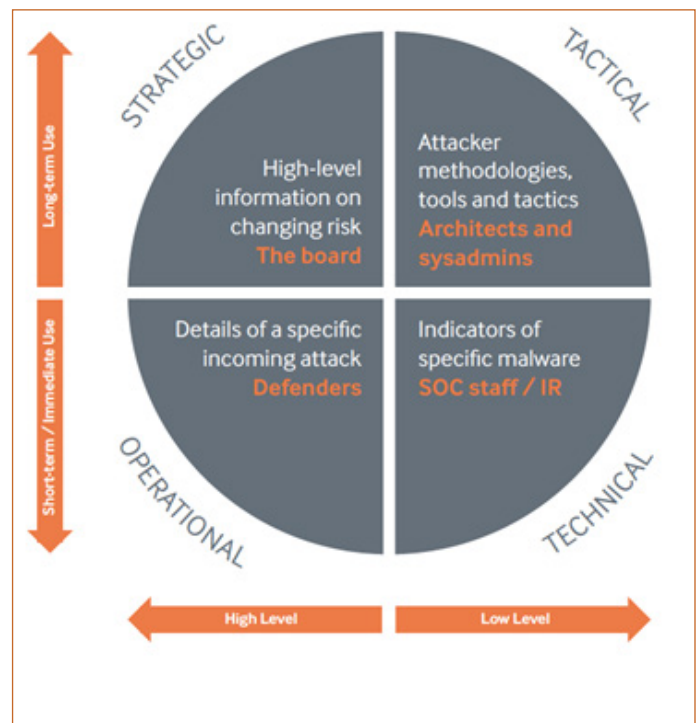 STRATEGIC
TACTICAL
Long-term Use
High-level
information on
changing risk
The board
Attacker
methodologies,
tools and tactics
Architects and
sysadmins
Short-term / Immediate Use
Details of a specific
incoming attack
Defenders
Indicators of
specific malware
SOC staff / IR
OPERATIONAL
TECHNICAL
High Level
Low Level